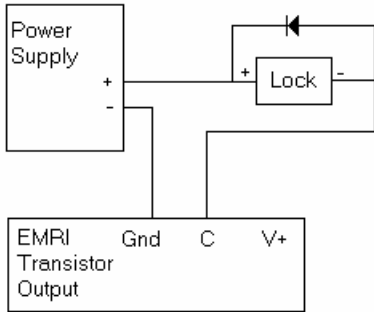 Power
Supply
+
-
+ Lock -
EMRI Gnd C V+
Transistor
Output